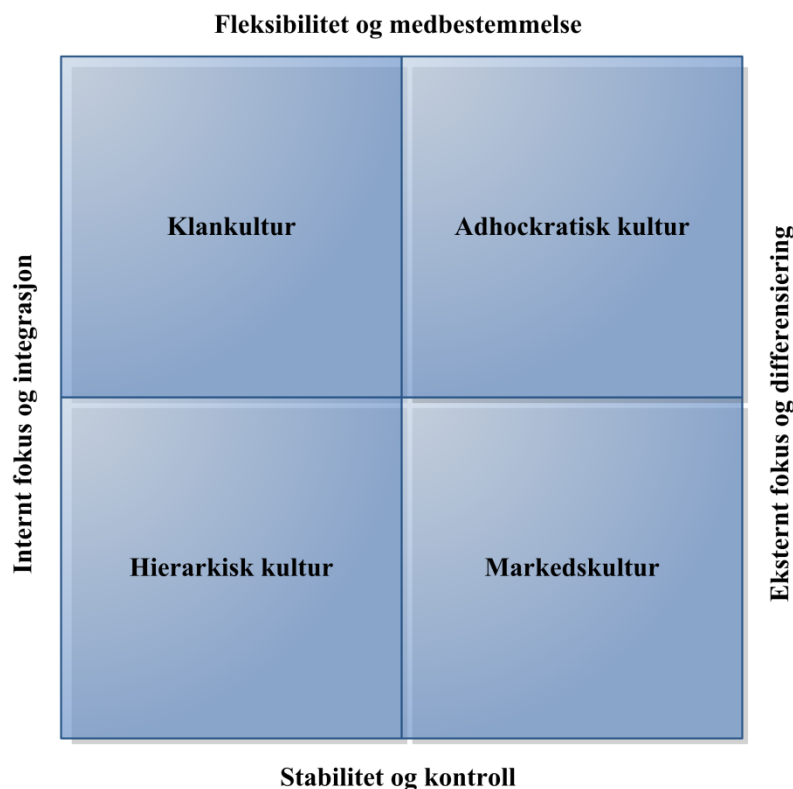 Fleksibilitet og medbestemmelse
Klankultur
Adhockratisk kultur
Internt fokus og integrasjon
Eksternt fokus og differensiering
Hierarkisk kultur
Markedskultur
Stabilitet og kontroll